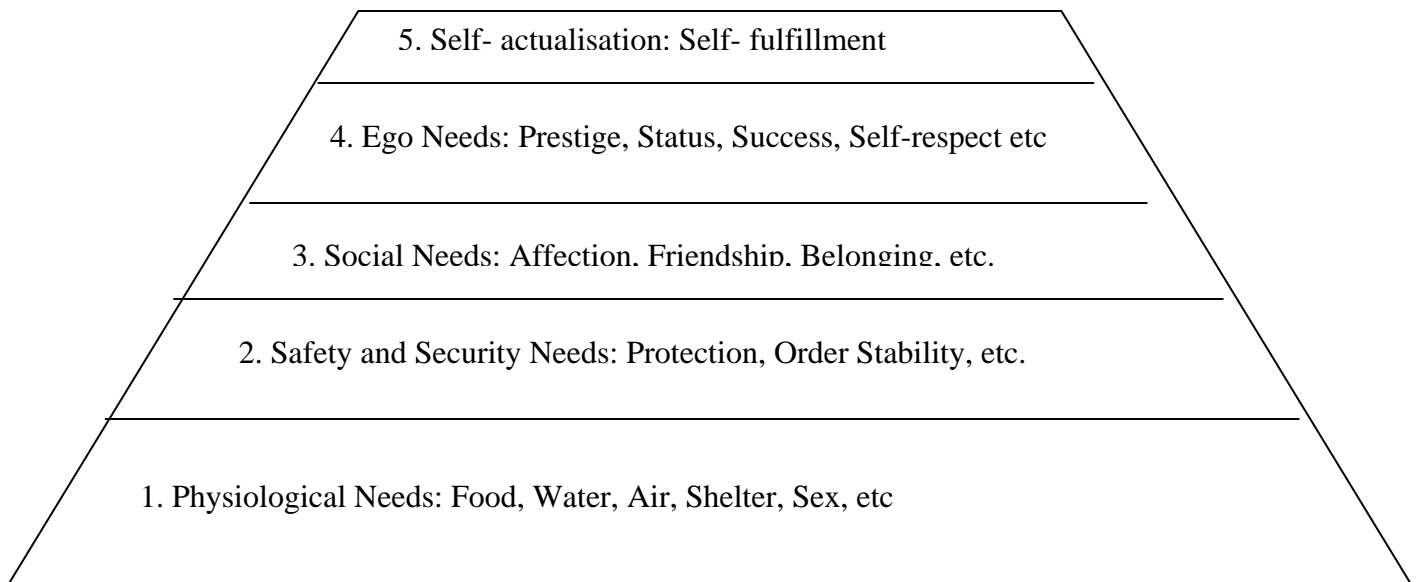 5. Self- actualisation: Self- fulfillment
4. Ego Needs: Prestige, Status, Success, Self-respect etc
3. Social Needs: Affection, Friendship, Belonging, etc.
2. Safety and Security Needs: Protection, Order Stability, etc.
1. Physiological Needs: Food, Water, Air, Shelter, Sex, etc